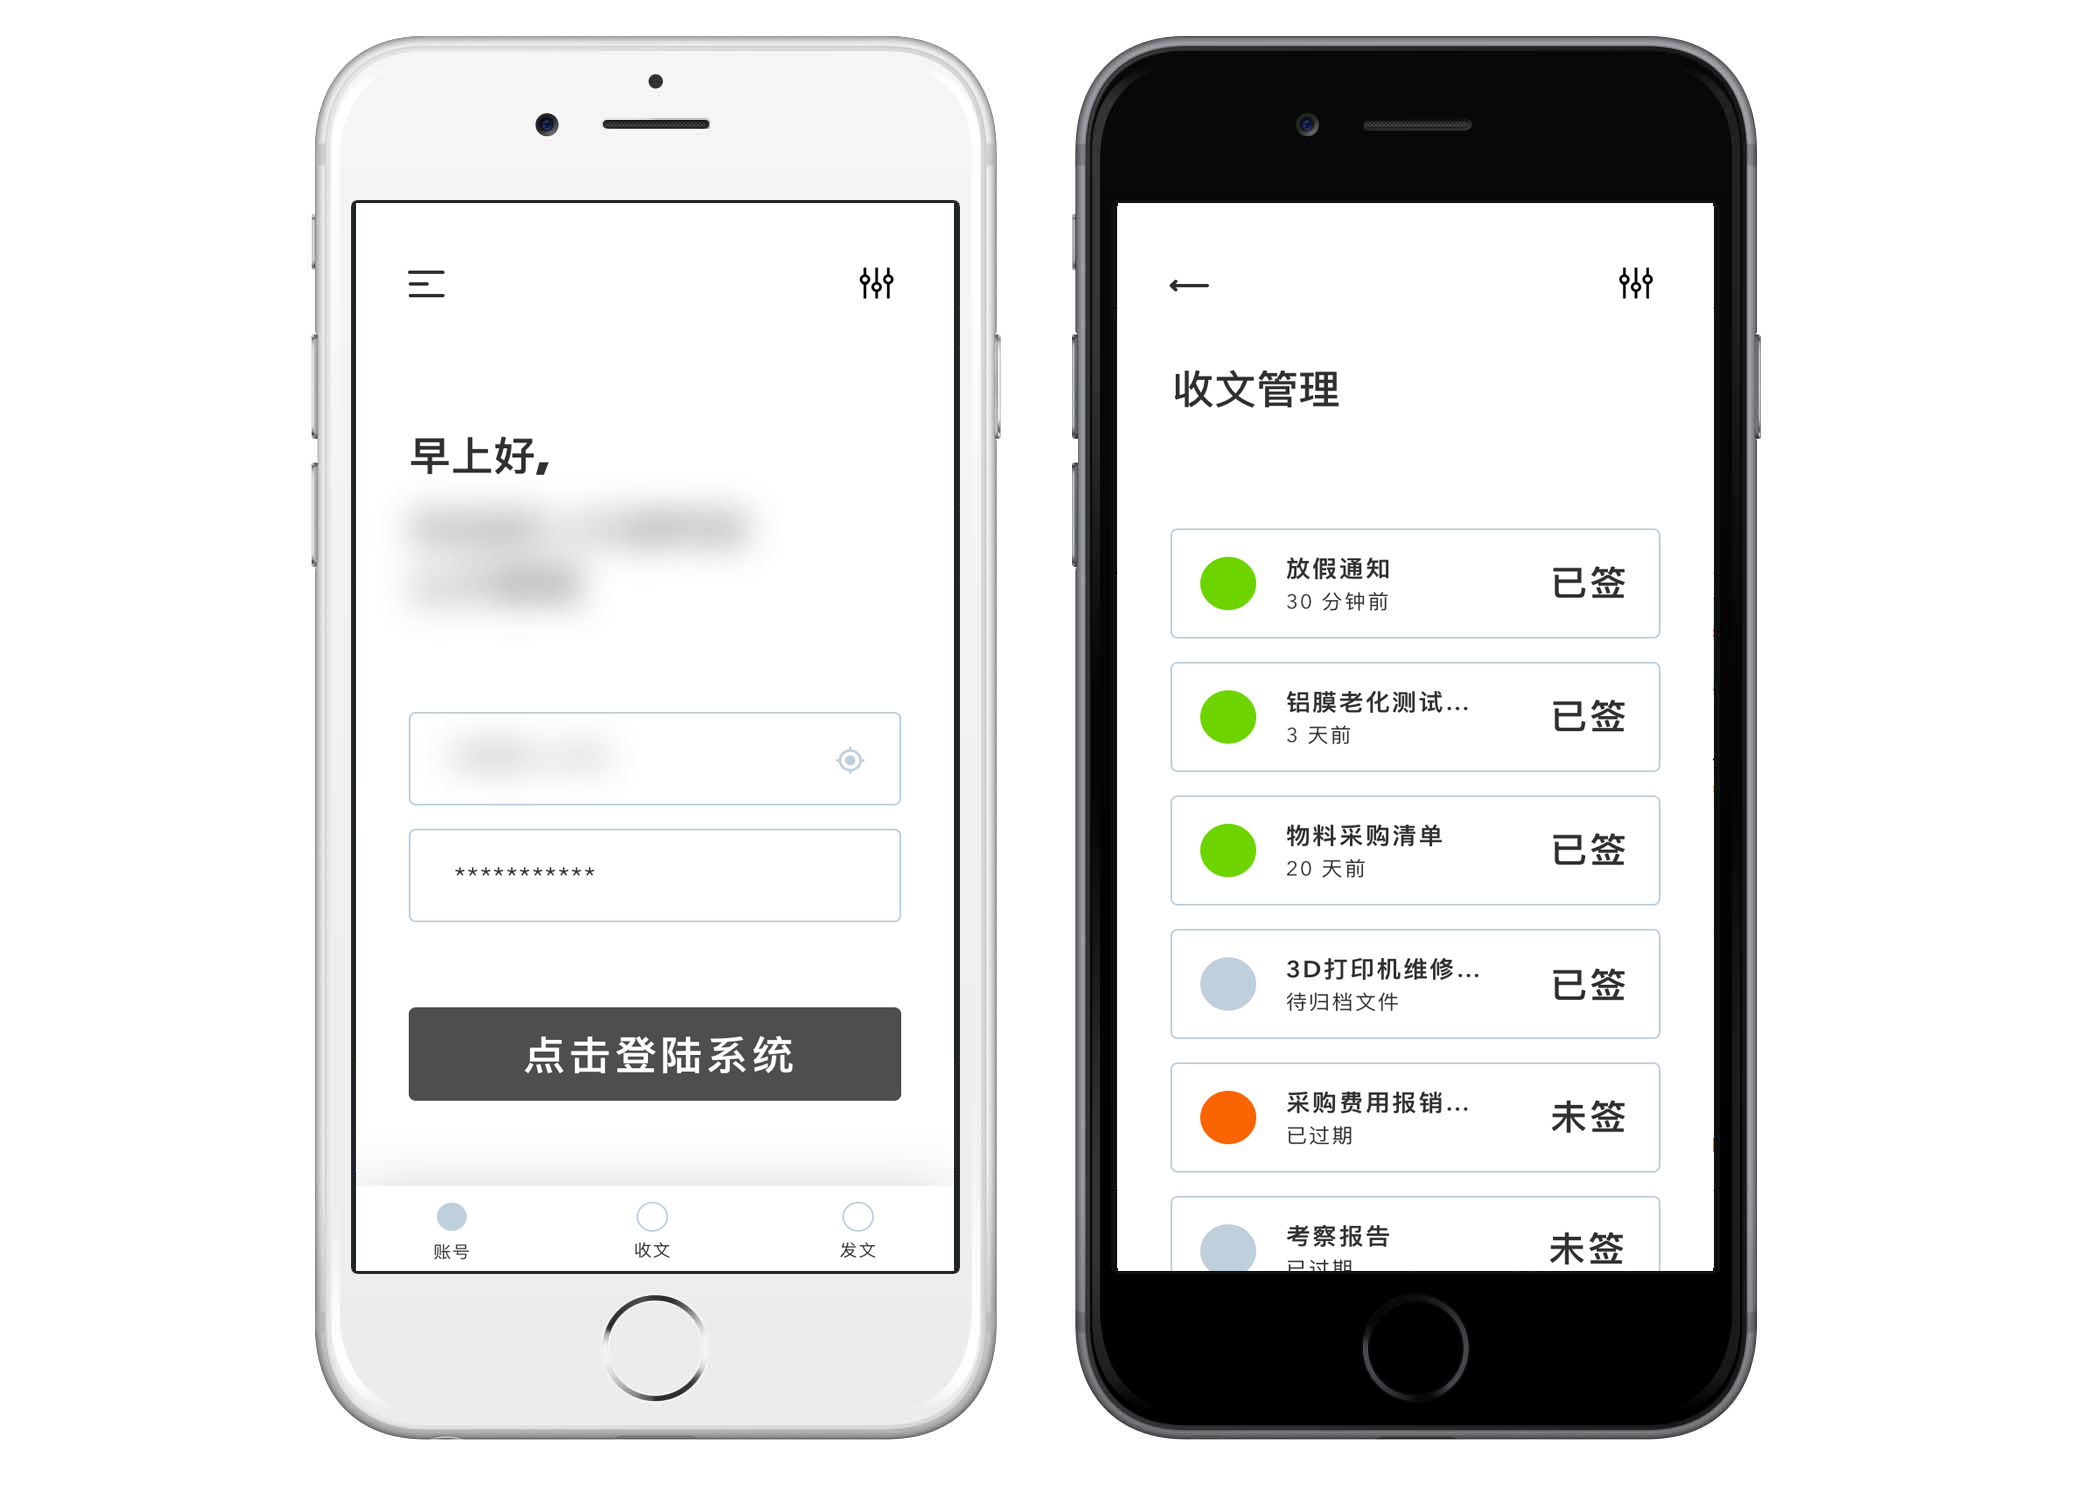 早上好,
***********
点击登陆系统
账号
收文
发文
收文管理
放假通知
30 分钟前
已签
铝膜老化测试...
3 天前
已签
物料采购清单
20 天前
已签
3D打印机维修...
待归档文件
已签
采购费用报销...
已过期
未签
考察报告
已过期
未签